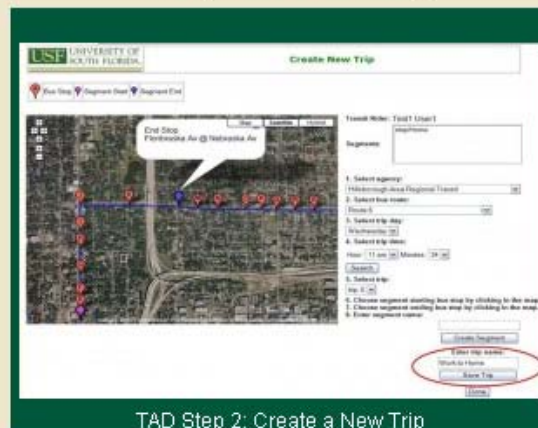 USF UNIVERSITY OF
SOUTH FLORIDA
Create New Trip
Bus Stop Segment Start Segment End
Map Satellite Hybrid
End Stop
@ Nebraska Av
Transit Rider: Test1 User1
Segments:
1. Select agency:
Hillsborough Area Regional Transit
2. Select bus route:
Route 6
3. Select trip day:
Wednesday
4. Select trip time:
Hour: 11 am Minutes:
Search
5. Select trip:
6. Choose segment starting bus stop by clicking in the map.
7. Choose segment ending bus stop by clicking in the map.
8. Enter segment name:
Create Segment
Enter trip name:
Work to Home
Save Trip
Done
TAD Step 2: Create a New Trip